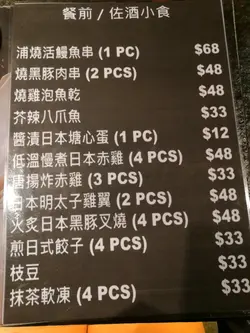 餐前 / 佐酒小食
浦燒活鰻魚串 (1 PC) $68
燒黑豚肉串 (2 PCS) $48
燒雞泡魚乾 $48
芥辣八爪魚 $33
醬漬日本塘心蛋 (1 PC) $12
低溫慢煮日本赤雞 (4 PCS) $48
唐揚炸赤雞 (3 PCS) $33
日本明太子雞翼 (2 PCS) $48
火炙日本黑豚叉燒 (4 PCS) $48
煎日式餃子 (4 PCS) $33
枝豆 $33
抹茶軟凍 (4 PCS) $33